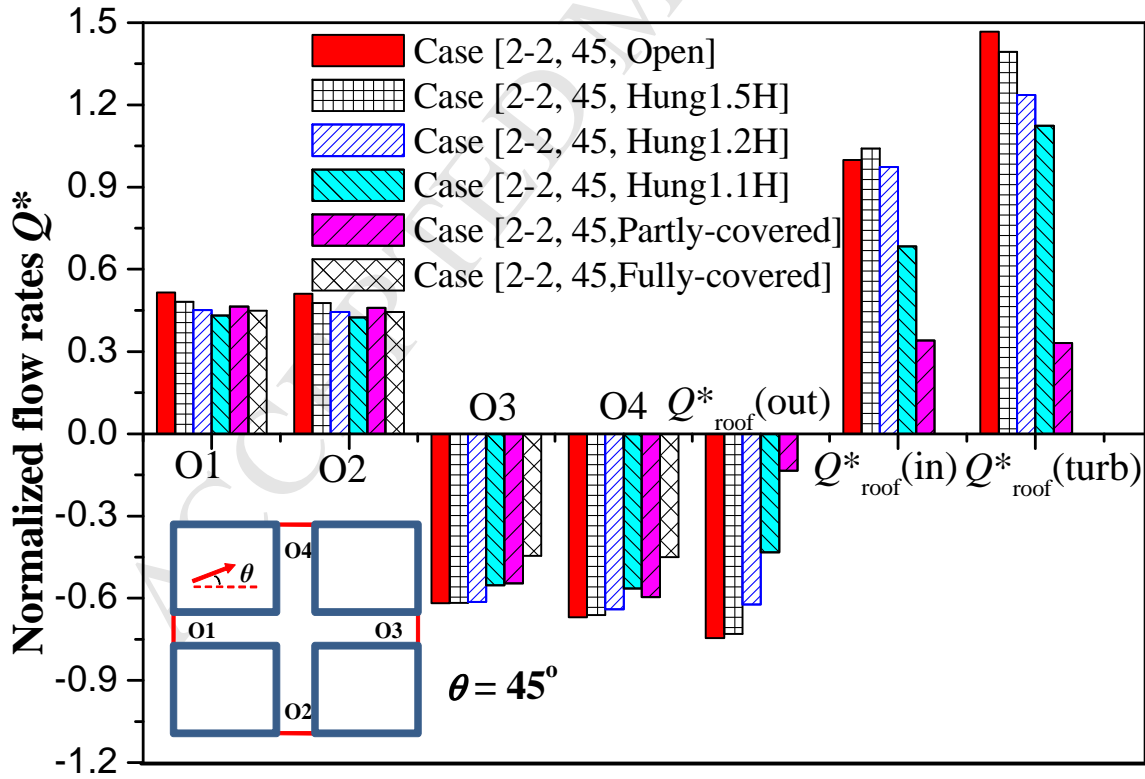 Normalized flow rates Q*
1.5
1.2
0.9
0.6
0.3
0.0
-0.3
-0.6
-0.9
-1.2
Case [2-2, 45, Open]
Case [2-2, 45, Hung1.5H]
Case [2-2, 45, Hung1.2H]
Case [2-2, 45, Hung1.1H]
Case [2-2, 45,Partly-covered]
Case [2-2, 45,Fully-covered]
O1
O2
O3
O4
Q*roof(out)
Q*roof(in)
Q*roof(turb)
O4
θ
O1
O3
O2
θ = 45°
ACCEPTED M